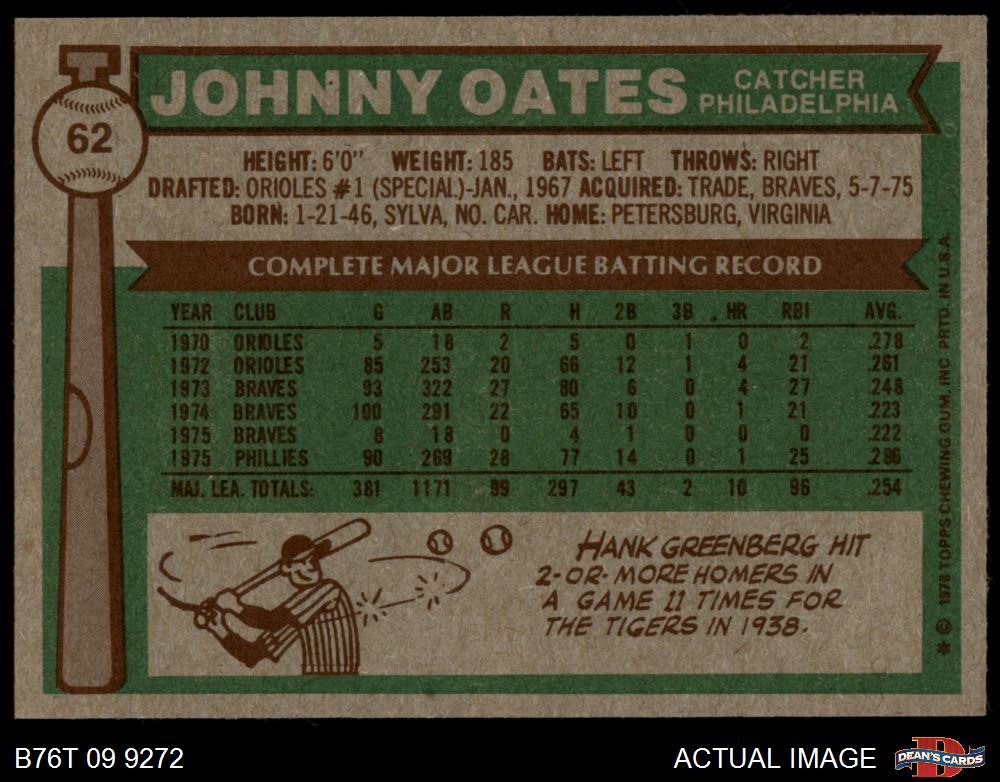 62
JOHNNY OATES
CATCHER
PHILADELPHIA
HEIGHT: 6'0" WEIGHT: 185 BATS: LEFT THROWS: RIGHT
DRAFTED: ORIOLES #1 (SPECIAL)-JAN., 1967 ACQUIRED: TRADE, BRAVES, 5-7-75
BORN: 1-21-46, SYLVA, NO. CAR. HOME: PETERSBURG, VIRGINIA
COMPLETE MAJOR LEAGUE BATTING RECORD
YEAR CLUB G AB R H 2B 3B HR RBI AVG.
1970 ORIOLES 5 18 2 5 0 1 0 2 .278
1972 ORIOLES 85 253 20 66 12 1 4 21 .261
1973 BRAVES 93 322 27 80 6 0 4 27 .248
1974 BRAVES 100 291 22 65 10 0 1 21 .223
1975 BRAVES 8 18 0 4 1 0 0 0 .222
1975 PHILLIES 90 269 28 77 14 0 1 25 .286
MAJ. LEA. TOTALS: 381 1171 99 297 43 2 10 96 .254
HANK GREENBERG HIT
2-OR-MORE HOMERS IN
A GAME 11 TIMES FOR
THE TIGERS IN 1938.
* © 1976 TOPPS CHEWING GUM, INC PRTD. IN U.S.A.
B76T 09 9272
ACTUAL IMAGE
D
DEAN'S CARDS